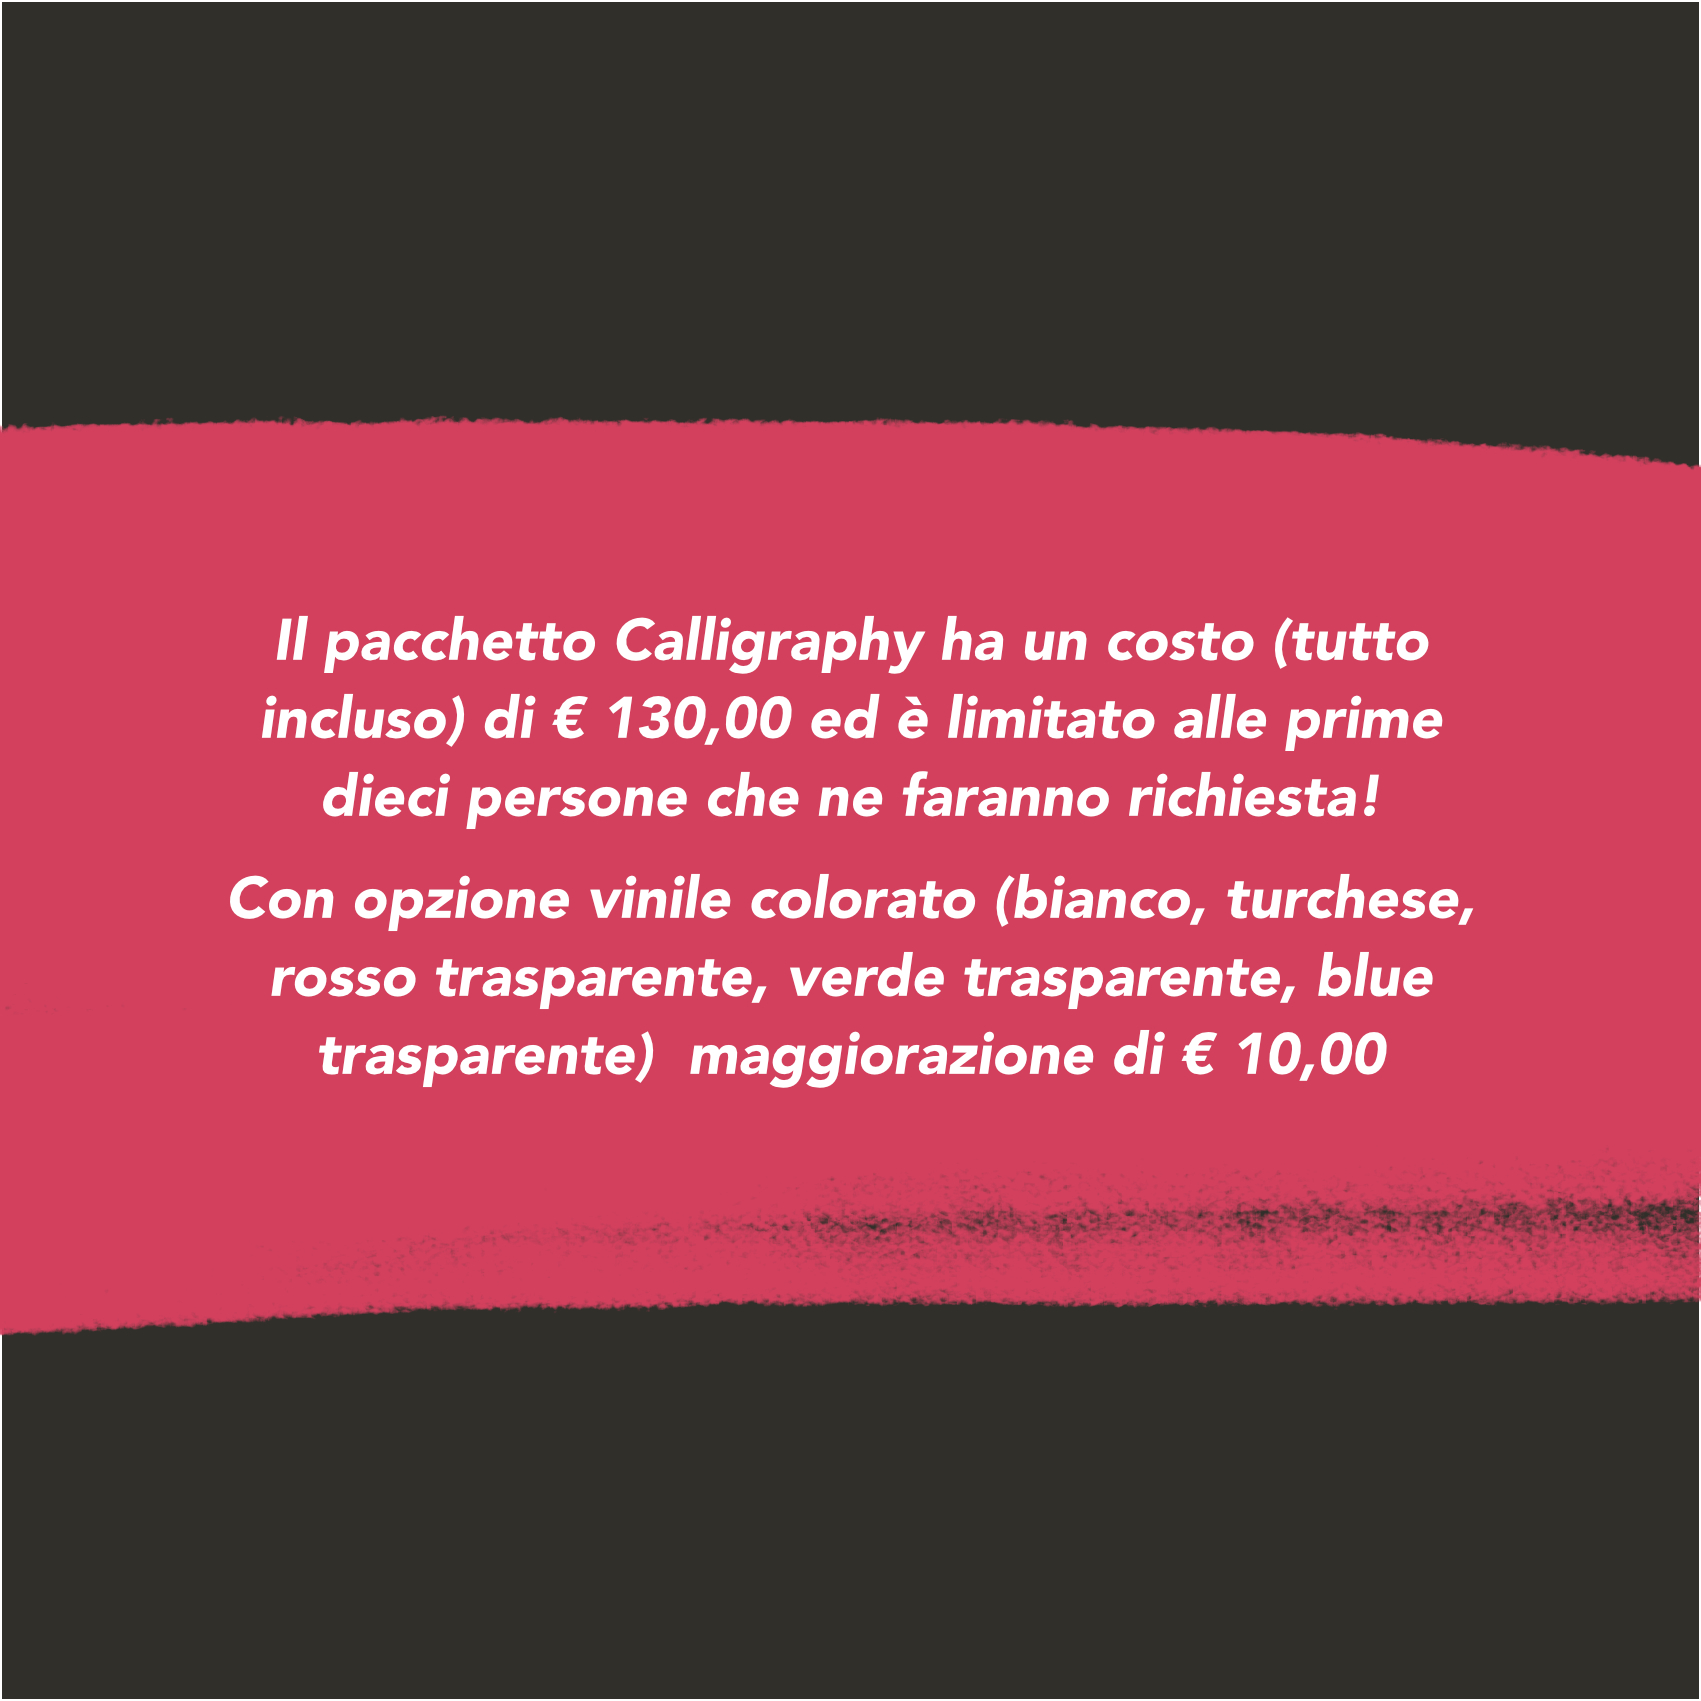 Il pacchetto Calligraphy ha un costo (tutto
incluso) di € 130,00 ed è limitato alle prime
dieci persone che ne faranno richiesta!
Con opzione vinile colorato (bianco, turchese,
rosso trasparente, verde trasparente, blue
trasparente)  maggiorazione di € 10,00